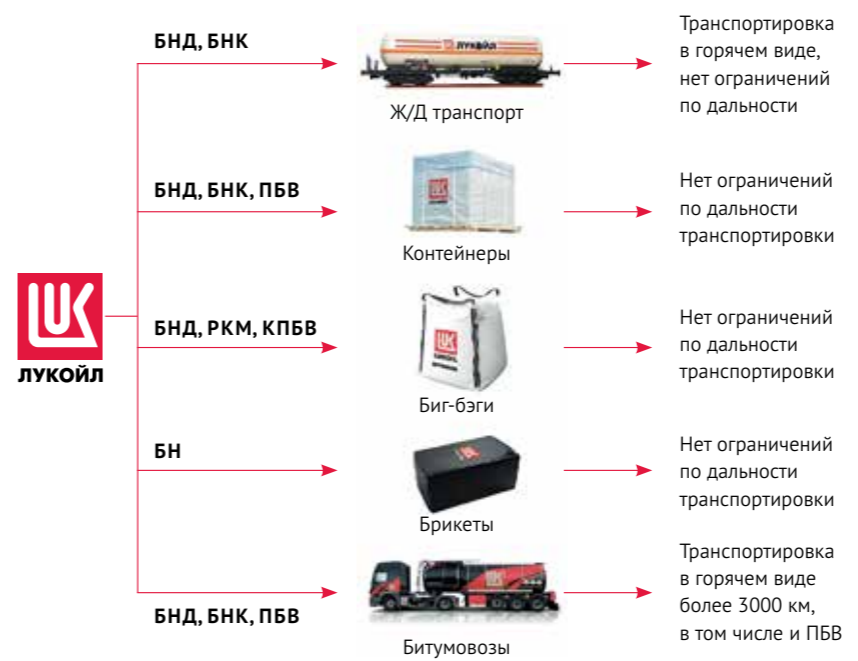 БНД, БНК
ЛУКОЙЛ
Ж/Д транспорт
Транспортировка
в горячем виде,
нет ограничений
по дальности
БНД, БНК, ПБВ
Контейнеры
Нет ограничений
по дальности
транспортировки
ЛУКОЙЛ
БНД, РКМ, КПБВ
Биг-бэги
Нет ограничений
по дальности
транспортировки
БН
Брикеты
Нет ограничений
по дальности
транспортировки
БНД, БНК, ПБВ
Битумовозы
Транспортировка
в горячем виде
более 3000 км,
в том числе и ПБВ